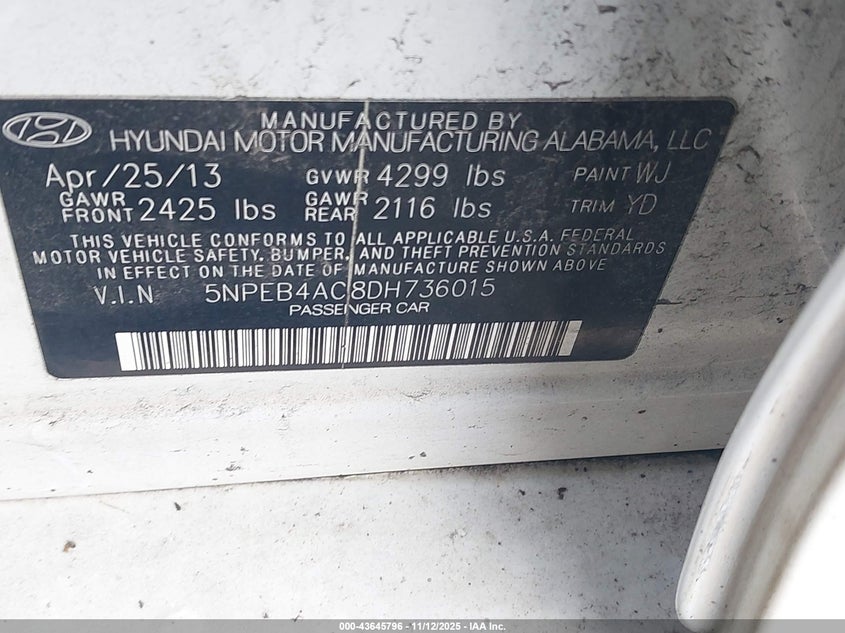 MANUFACTURED BY
HYUNDAI MOTOR MANUFACTURING ALABAMA, LLC
Apr/25/13 GVWR 4299 lbs PAINT WJ
GAWR FRONT 2425 lbs GAWR REAR 2116 lbs TRIM YD
THIS VEHICLE CONFORMS TO ALL APPLICABLE U.S.A. FEDERAL
MOTOR VEHICLE SAFETY, BUMPER, AND THEFT PREVENTION STANDARDS
IN EFFECT ON THE DATE OF MANUFACTURE SHOWN ABOVE
V.I.N 5NPEB4AC8DH736015
PASSENGER CAR
000-43645796 - 11/12/2025 - IAA Inc.